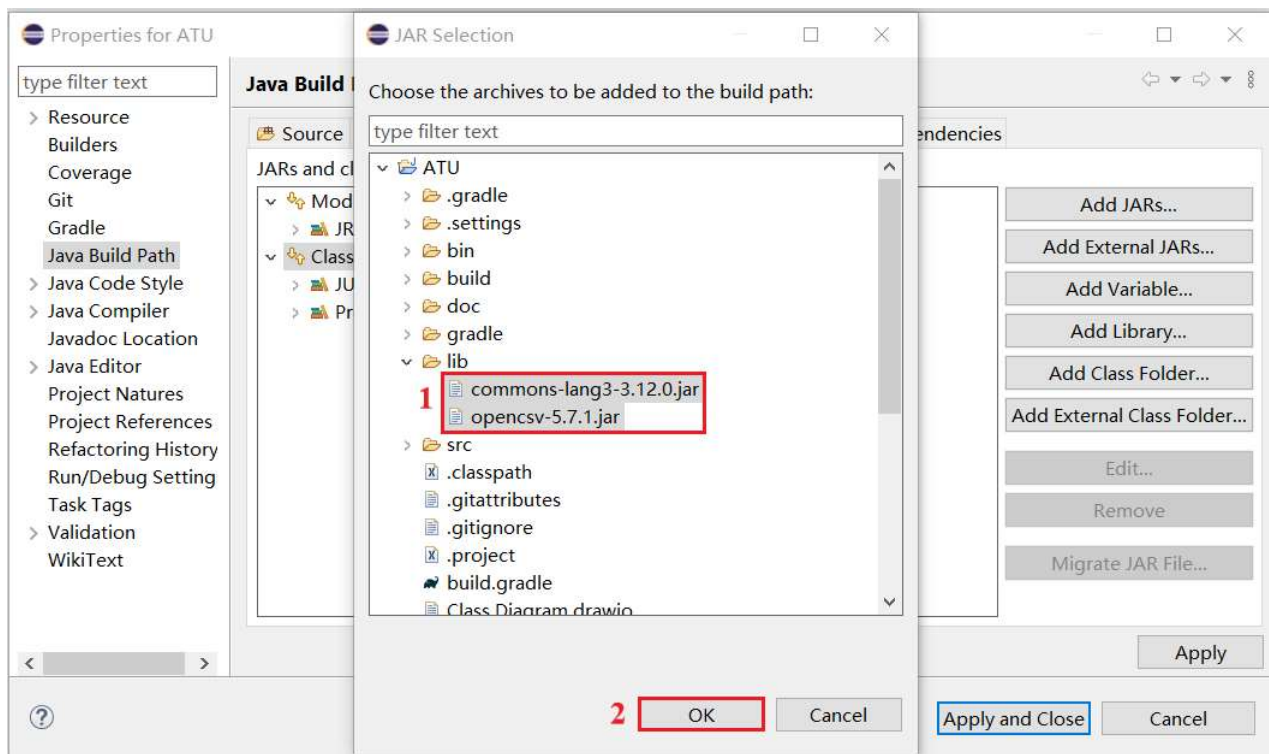 Properties for ATU
type filter text
Resource
Builders
Coverage
Git
Gradle
Java Build Path
Java Code Style
Java Compiler
Javadoc Location
Java Editor
Project Natures
Project References
Refactoring History
Run/Debug Setting
Task Tags
Validation
WikiText
Java Build
Source
JARs and cl
Mod
JR
Class
JU
Pr
JAR Selection
Choose the archives to be added to the build path:
type filter text
ATU
.gradle
.settings
bin
build
doc
gradle
lib
1
commons-lang3-3.12.0.jar
opencsv-5.7.1.jar
src
.classpath
.gitattributes
.gitignore
.project
build.gradle
Class Diagram drawio
2 OK Cancel
endencies
Add JARs...
Add External JARs...
Add Variable...
Add Library...
Add Class Folder...
Add External Class Folder...
Edit...
Remove
Migrate JAR File...
Apply
Apply and Close Cancel